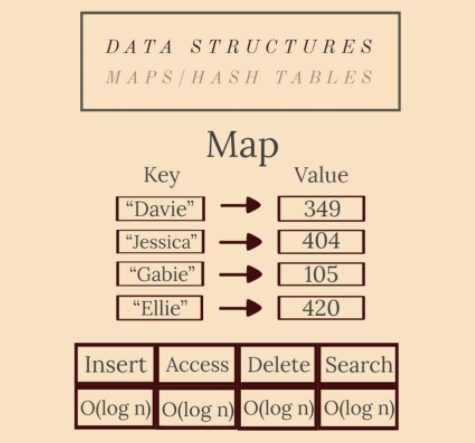 DATA STRUCTURES
MAPS/HASH TABLES
Map
Key Value
“Davie” 349
“Jessica” 404
“Gabie” 105
“Ellie” 420
Insert Access Delete Search
O(log n) O(log n) O(log n) O(log n)